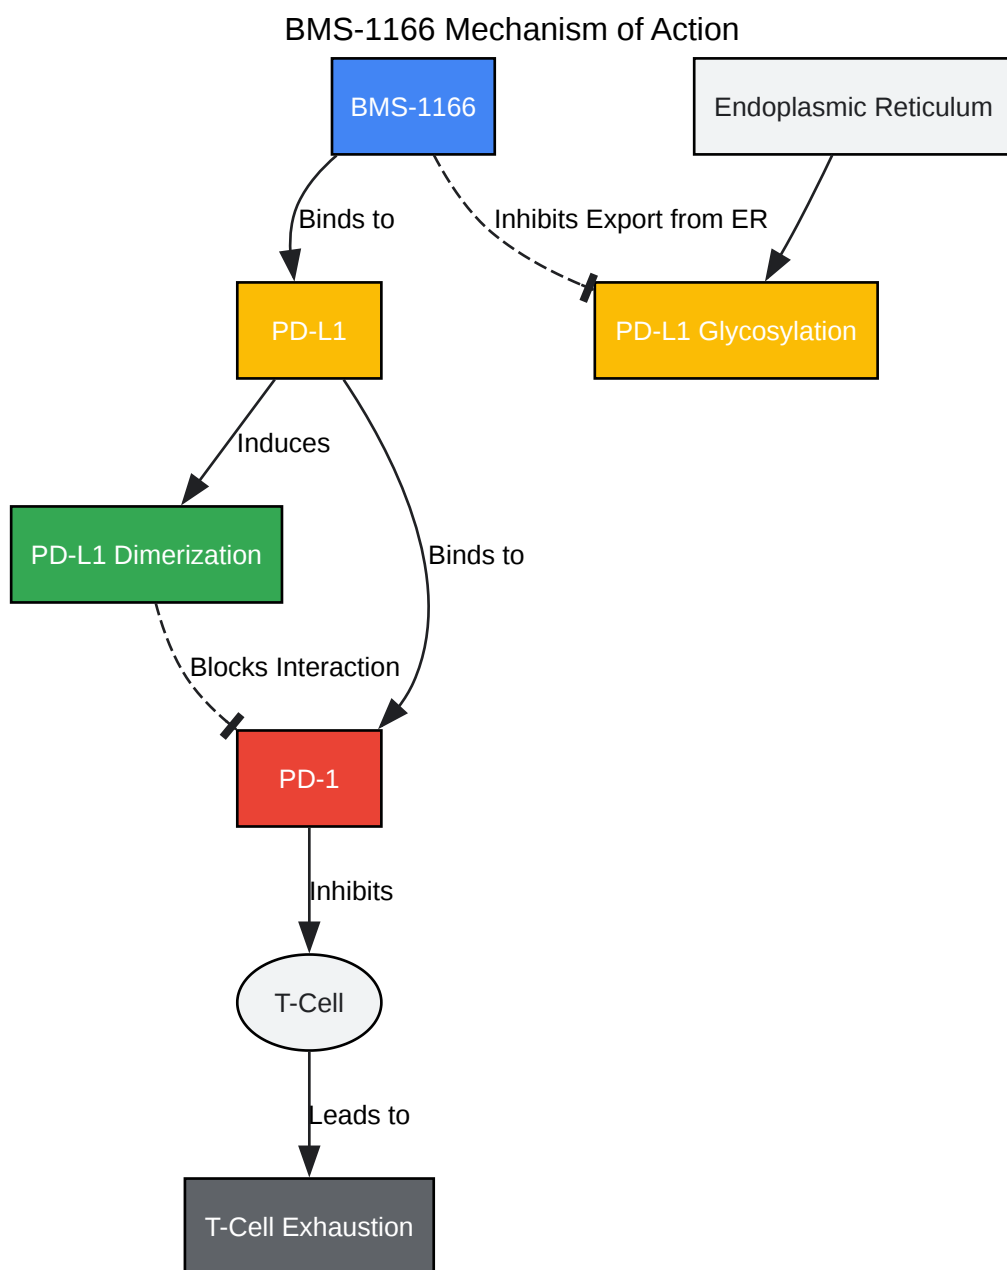 BMS-1166 Mechanism of Action
BMS-1166
Endoplasmic Reticulum
Binds to
Inhibits Export from ER
PD-L1
PD-L1 Glycosylation
Induces
PD-L1 Dimerization
Binds to
Blocks Interaction
PD-1
Inhibits
T-Cell
Leads to
T-Cell Exhaustion